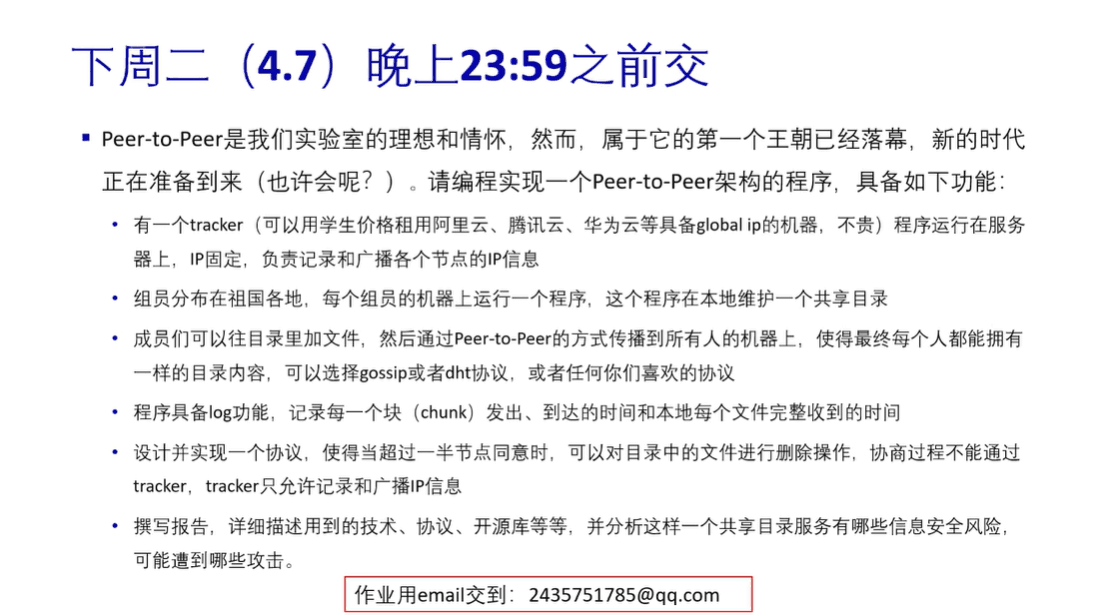 下周二（4.7）晚上23:59之前交
▪ Peer-to-Peer是我们实验室的理想和情怀，然而，属于它的第一个王朝已经落幕，新的时代
正在准备到来（也许会呢？）。请编程实现一个Peer-to-Peer架构的程序，具备如下功能：
• 有一个tracker（可以用学生价格租用阿里云、腾讯云、华为云等具备global ip的机器，不贵）程序运行在服务
器上，IP固定，负责记录和广播各个节点的IP信息
• 组员分布在祖国各地，每个组员的机器上运行一个程序，这个程序在本地维护一个共享目录
• 成员们可以往目录里加文件，然后通过Peer-to-Peer的方式传播到所有人的机器上，使得最终每个人都能拥有
一样的目录内容，可以选择gossip或者dht协议，或者任何你们喜欢的协议
• 程序具备log功能，记录每一个块（chunk）发出、到达的时间和本地每个文件完整收到的时间
• 设计并实现一个协议，使得当超过一半节点同意时，可以对目录中的文件进行删除操作，协商过程不能通过
tracker，tracker只允许记录和广播IP信息
• 撰写报告，详细描述用到的技术、协议、开源库等等，并分析这样一个共享目录服务有哪些信息安全风险，
可能遭到哪些攻击。
作业用email交到：2435751785@qq.com